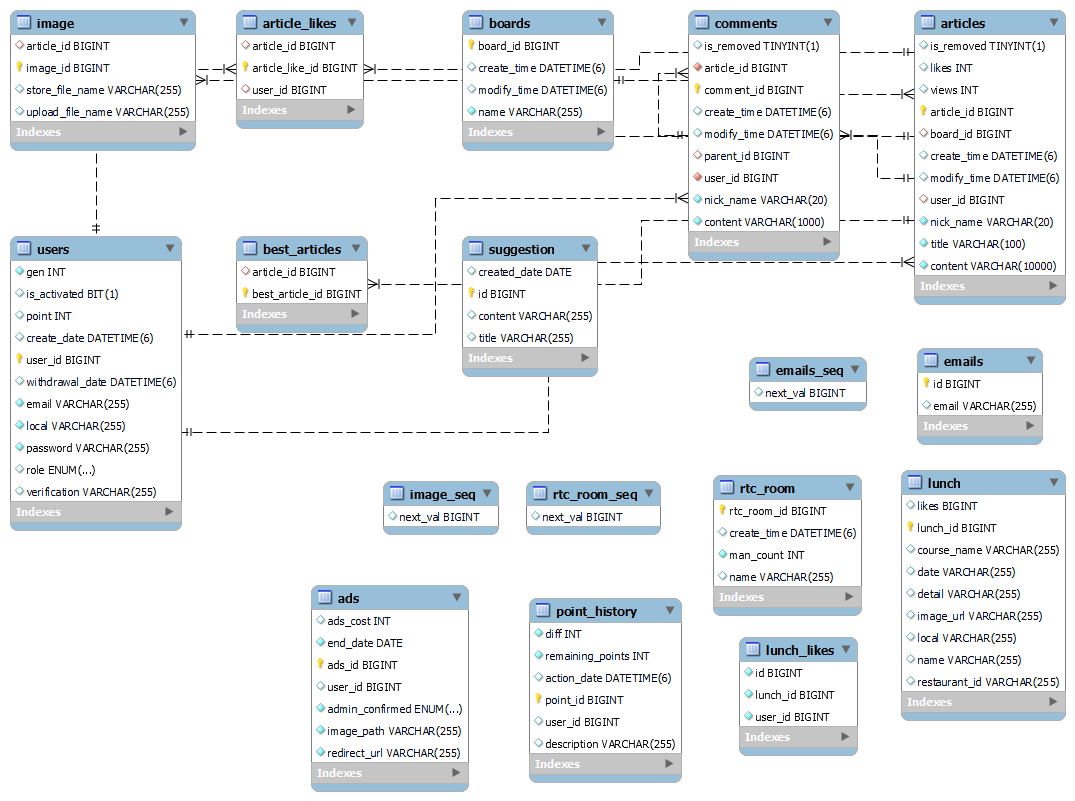 image
article_id BIGINT
image_id BIGINT
store_file_name VARCHAR(255)
upload_file_name VARCHAR(255)
Indexes
article_likes
article_id BIGINT
article_like_id BIGINT
user_id BIGINT
Indexes
boards
board_id BIGINT
create_time DATETIME(6)
modify_time DATETIME(6)
name VARCHAR(255)
Indexes
comments
is_removed TINYINT(1)
article_id BIGINT
comment_id BIGINT
create_time DATETIME(6)
modify_time DATETIME(6)
parent_id BIGINT
user_id BIGINT
nick_name VARCHAR(20)
content VARCHAR(1000)
Indexes
articles
is_removed TINYINT(1)
likes INT
views INT
article_id BIGINT
board_id BIGINT
create_time DATETIME(6)
modify_time DATETIME(6)
user_id BIGINT
nick_name VARCHAR(20)
title VARCHAR(100)
content VARCHAR(10000)
Indexes
users
gen INT
is_activated BIT(1)
point INT
create_date DATETIME(6)
user_id BIGINT
withdrawal_date DATETIME(6)
email VARCHAR(255)
local VARCHAR(255)
password VARCHAR(255)
role ENUM(...)
verification VARCHAR(255)
Indexes
best_articles
article_id BIGINT
best_article_id BIGINT
Indexes
suggestion
created_date DATE
id BIGINT
content VARCHAR(255)
title VARCHAR(255)
Indexes
emails_seq
next_val BIGINT
emails
id BIGINT
email VARCHAR(255)
Indexes
image_seq
next_val BIGINT
rtc_room_seq
next_val BIGINT
rtc_room
rtc_room_id BIGINT
create_time DATETIME(6)
man_count INT
name VARCHAR(255)
Indexes
lunch
likes BIGINT
lunch_id BIGINT
course_name VARCHAR(255)
date VARCHAR(255)
detail VARCHAR(255)
image_url VARCHAR(255)
local VARCHAR(255)
name VARCHAR(255)
restaurant_id VARCHAR(255)
Indexes
ads
ads_cost INT
end_date DATE
ads_id BIGINT
user_id BIGINT
admin_confirmed ENUM(...)
image_path VARCHAR(255)
redirect_url VARCHAR(255)
Indexes
point_history
diff INT
remaining_points INT
action_date DATETIME(6)
point_id BIGINT
user_id BIGINT
description VARCHAR(255)
Indexes
lunch_likes
id BIGINT
lunch_id BIGINT
user_id BIGINT
Indexes